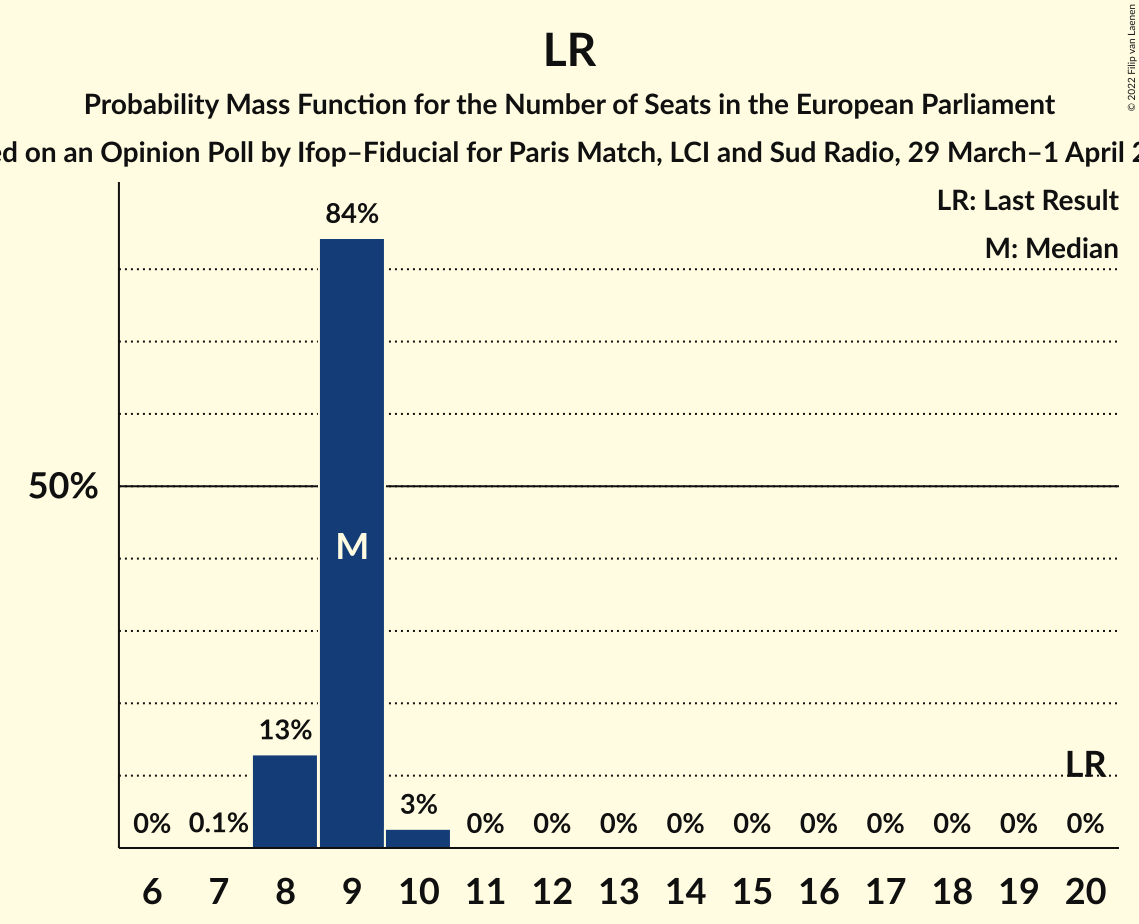 LR
Probability Mass Function for the Number of Seats in the European Parliament
on an Opinion Poll by Ifop–Fiducial for Paris Match, LCI and Sud Radio, 29 March–1 April
© 2022 Filip van Laenen
LR: Last Result
M: Median
84%
50%
M
13%
LR
3%
0% 0.1% 0% 0% 0% 0% 0% 0% 0% 0% 0% 0%
6 7 8 9 10 11 12 13 14 15 16 17 18 19 20